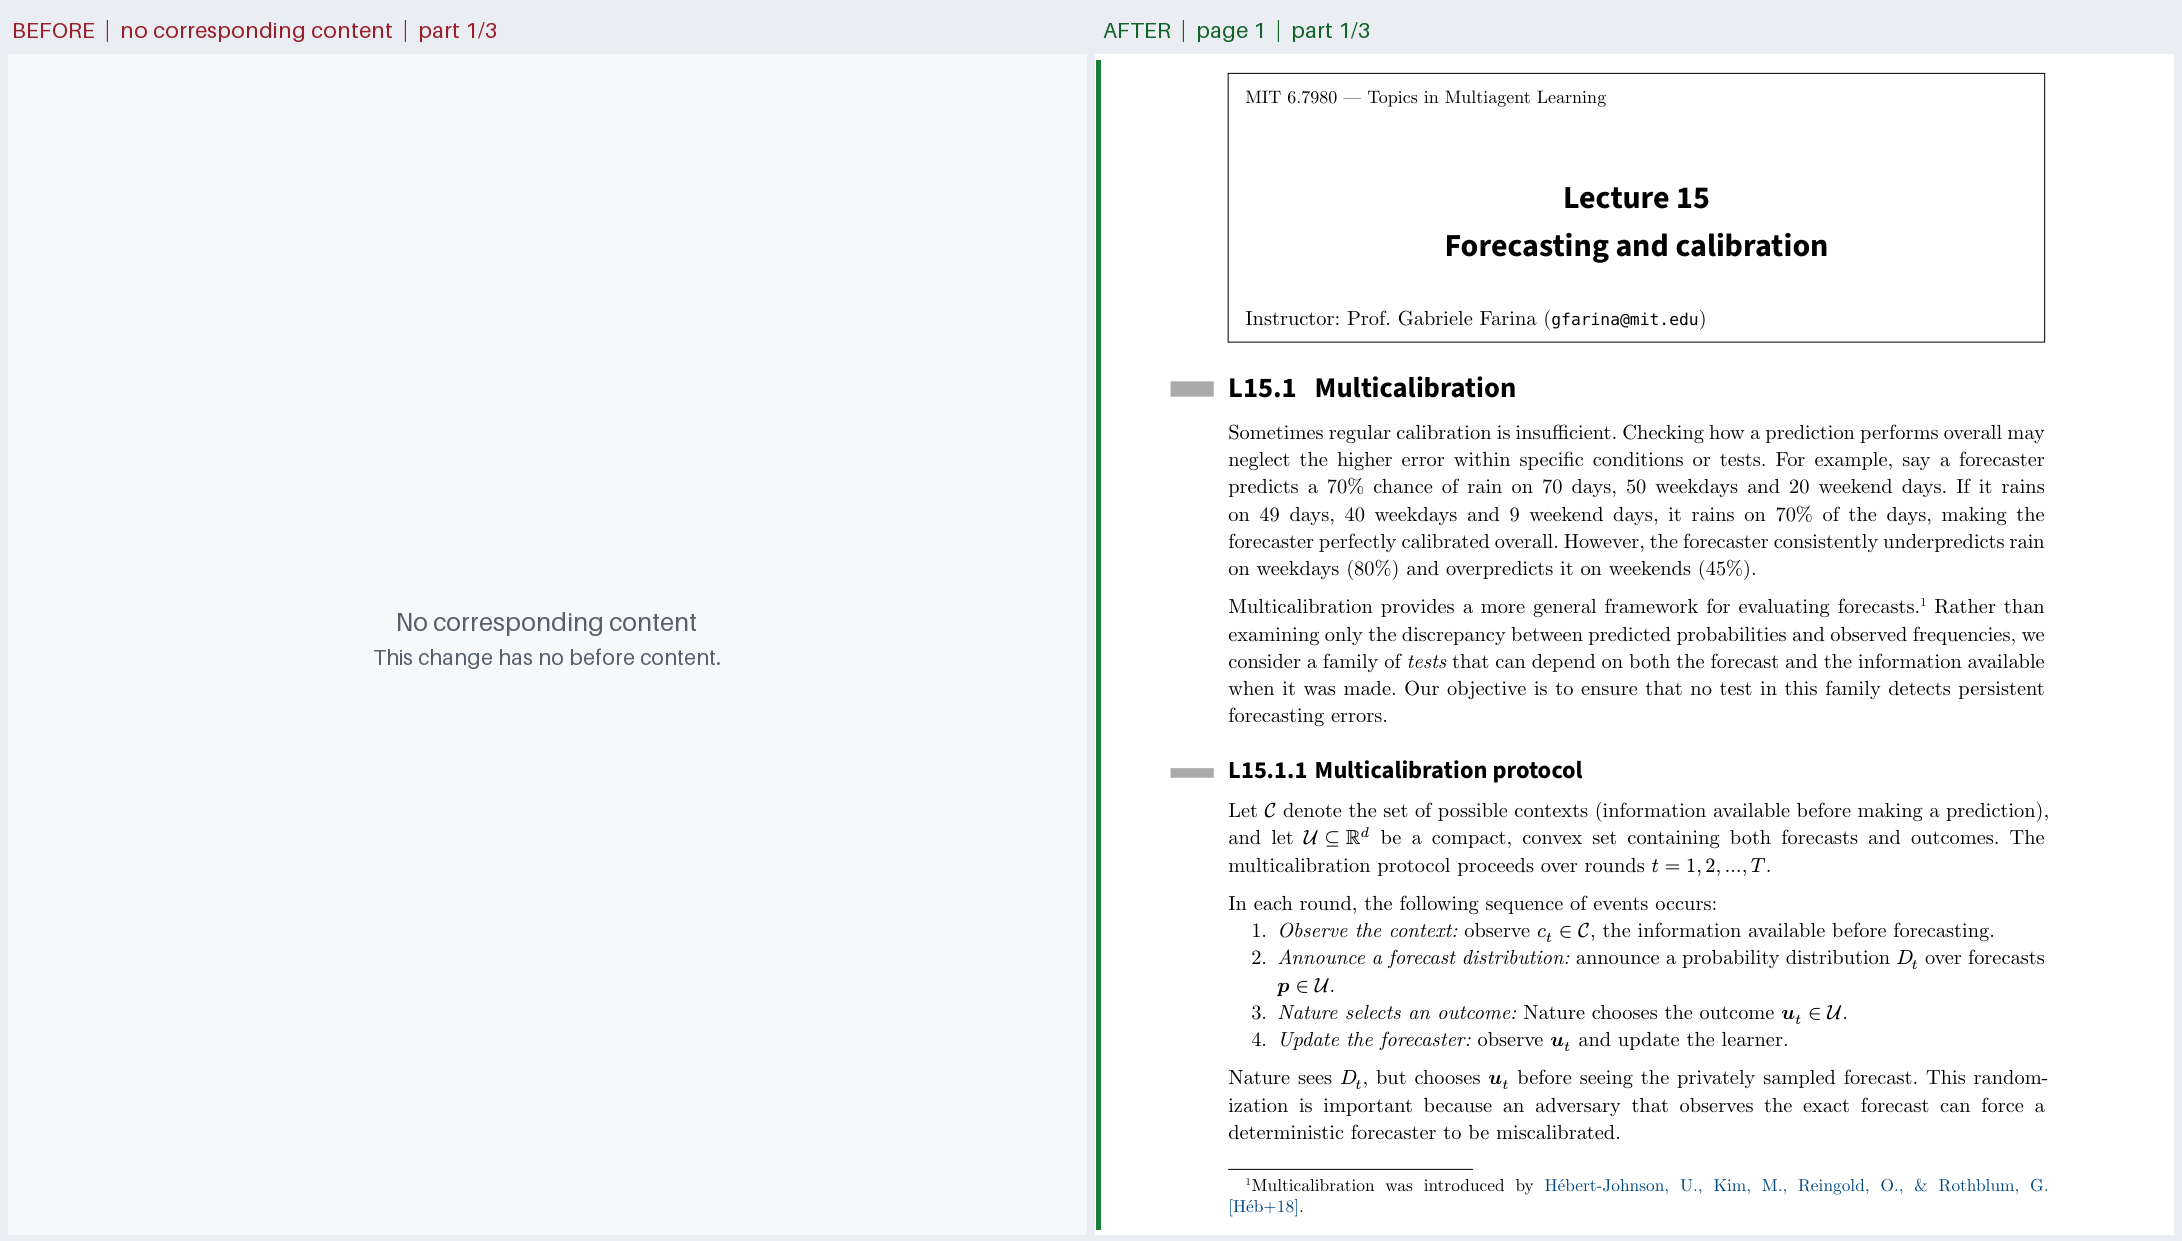 BEFORE | no corresponding content | part 1/3
No corresponding content
This change has no before content.
AFTER | page 1 | part 1/3
MIT 6.7980 — Topics in Multiagent Learning
Lecture 15
Forecasting and calibration
Instructor: Prof. Gabriele Farina (gfarina@mit.edu)
L15.1 Multicalibration
Sometimes regular calibration is insufficient. Checking how a prediction performs overall may
neglect the higher error within specific conditions or tests. For example, say a forecaster
predicts a 70% chance of rain on 70 days, 50 weekdays and 20 weekend days. If it rains
on 49 days, 40 weekdays and 9 weekend days, it rains on 70% of the days, making the
forecaster perfectly calibrated overall. However, the forecaster consistently underpredicts rain
on weekdays (80%) and overpredicts it on weekends (45%).
Multicalibration provides a more general framework for evaluating forecasts.¹ Rather than
examining only the discrepancy between predicted probabilities and observed frequencies, we
consider a family of tests that can depend on both the forecast and the information available
when it was made. Our objective is to ensure that no test in this family detects persistent
forecasting errors.
L15.1.1 Multicalibration protocol
Let 𝒞 denote the set of possible contexts (information available before making a prediction),
and let 𝒰 ⊆ ℝᵈ be a compact, convex set containing both forecasts and outcomes. The
multicalibration protocol proceeds over rounds t = 1, 2, ..., T.
In each round, the following sequence of events occurs:
1. Observe the context: observe cₜ ∈ 𝒞, the information available before forecasting.
2. Announce a forecast distribution: announce a probability distribution Dₜ over forecasts
p ∈ 𝒰.
3. Nature selects an outcome: Nature chooses the outcome uₜ ∈ 𝒰.
4. Update the forecaster: observe uₜ and update the learner.
Nature sees Dₜ, but chooses uₜ before seeing the privately sampled forecast. This random-
ization is important because an adversary that observes the exact forecast can force a
deterministic forecaster to be miscalibrated.
¹Multicalibration was introduced by Hébert-Johnson, U., Kim, M., Reingold, O., & Rothblum, G.
[Héb+18].